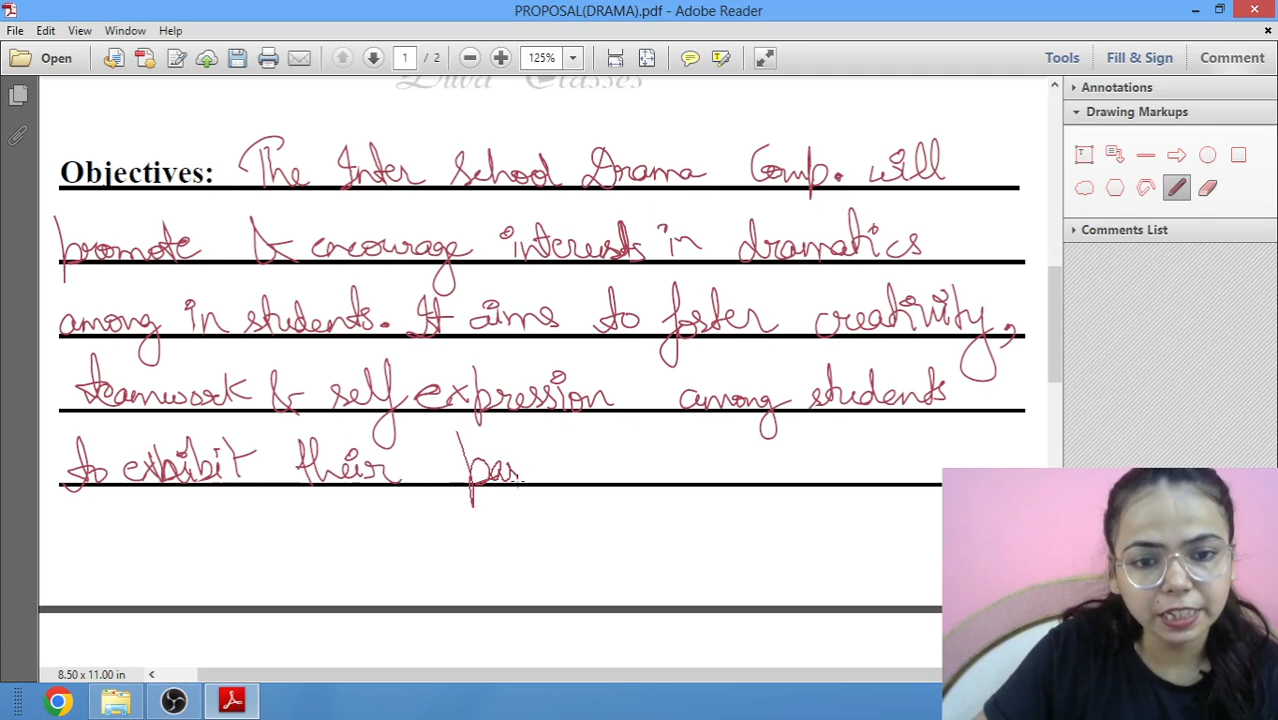 PROPOSAL(DRAMA).pdf - Adobe Reader
File Edit View Window Help
Open 1 / 2 125% Tools Fill & Sign Comment
Classes
Annotations
Drawing Markups
Comments List
Objectives: The Inter School Drama Comp. will
promote & encourage interests in dramatics
among in students. It aims to foster creativity,
teamwork & self expression among students
to exhibit their pas
8.50 x 11.00 in